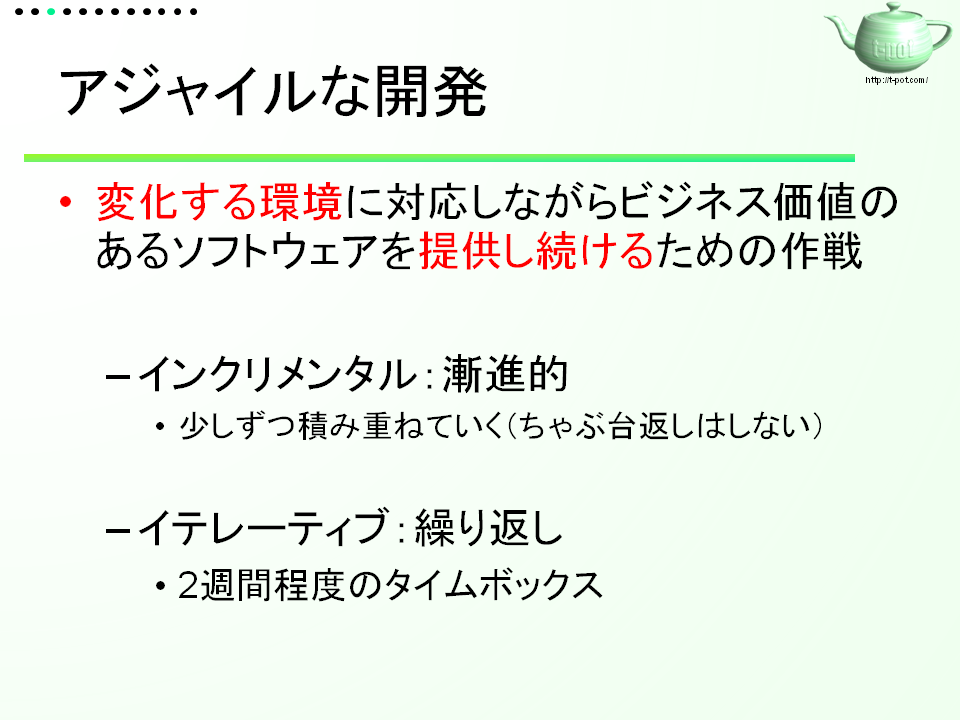 t-pot
http://t-pot.com/
アジャイルな開発
• 変化する環境に対応しながらビジネス価値の
あるソフトウェアを提供し続けるための作戦
– インクリメンタル：漸進的
• 少しずつ積み重ねていく（ちゃぶ台返しはしない）
– イテレーティブ：繰り返し
• 2週間程度のタイムボックス